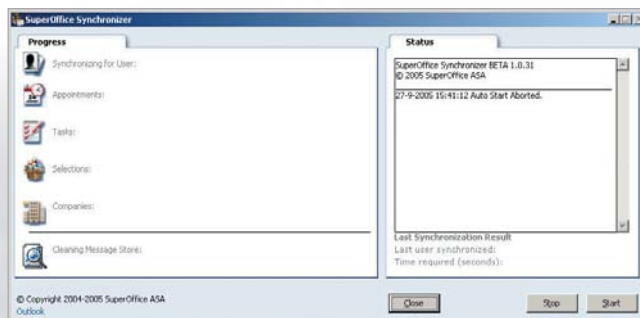 SuperOffice Synchronizer
Progress
Synchronizing for User:
Appointments:
Tasks:
Selections:
Companies:
Cleaning Message Store:
Status
SuperOffice Synchronizer BETA 1.0.31
© 2005 SuperOffice ASA
27-9-2005 15:41:12 Auto Start Aborted.
Last Synchronization Result
Last user synchronized:
Time required (seconds):
© Copyright 2004-2005 SuperOffice ASA
Outlook
Close
Stop
Start